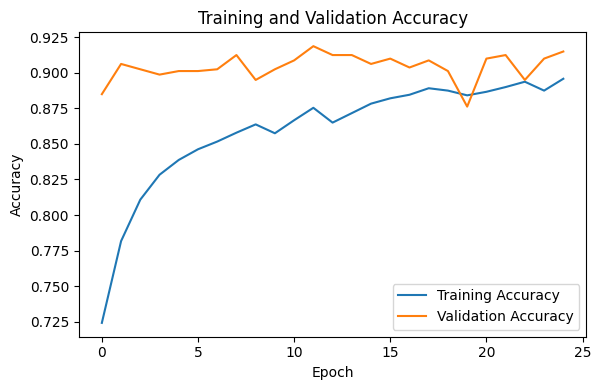 Training and Validation Accuracy
0.925
0.900
0.875
0.850
0.825
0.800
0.775
0.750
0.725
Accuracy
Training Accuracy
Validation Accuracy
0 5 10 15 20 25
Epoch